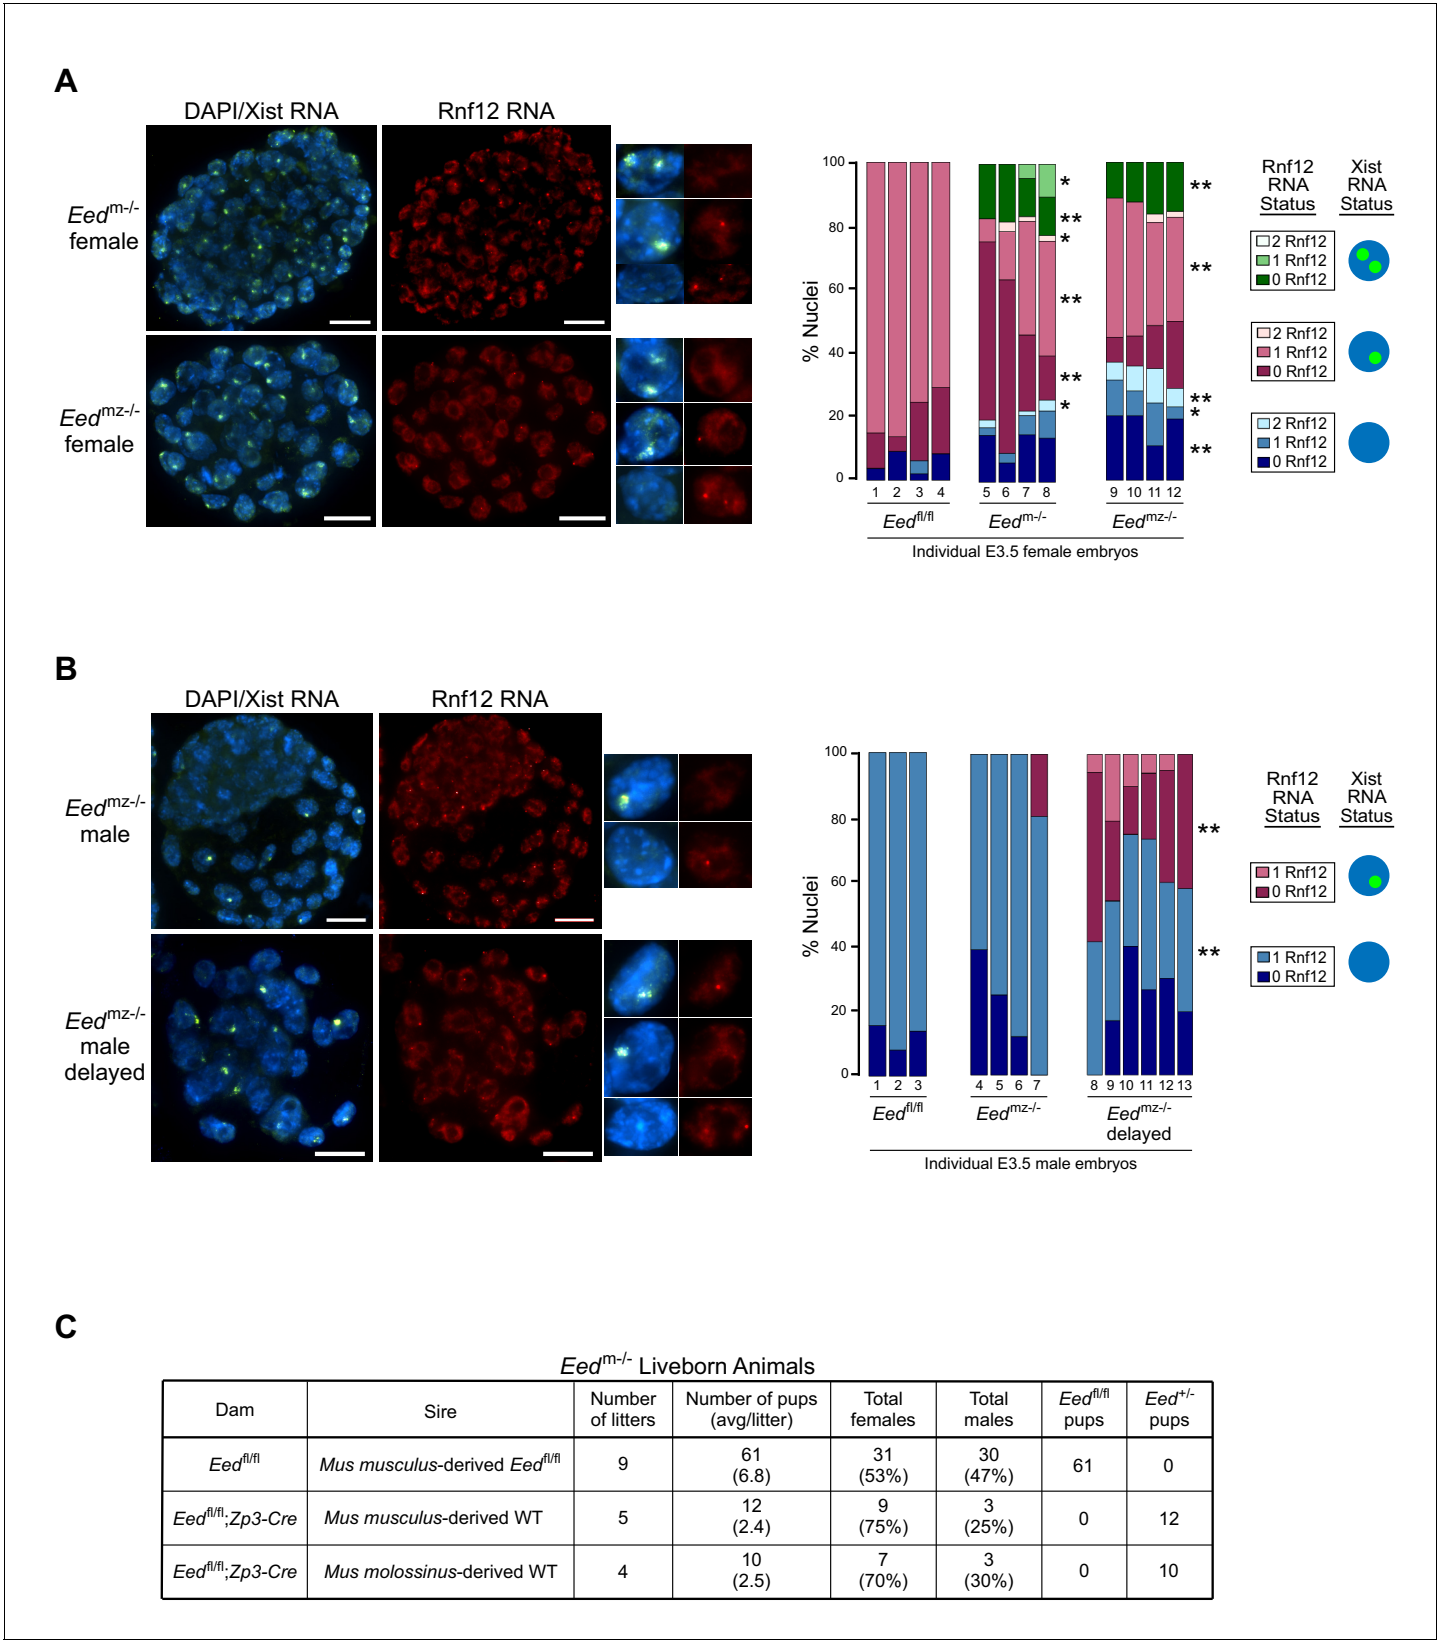 A
DAPI/Xist RNA
Rnf12 RNA
Eedm-/-
female
Eedmz-/-
female
% Nuclei
100
80
60
40
20
0
*
**
*
**
**
*
**
**
**
*
**
1 2 3 4 5 6 7 8 9 10 11 12
Eedfl/fl Eedm-/- Eedmz-/-
Individual E3.5 female embryos
Rnf12
RNA
Status
Xist
RNA
Status
2 Rnf12
1 Rnf12
0 Rnf12
2 Rnf12
1 Rnf12
0 Rnf12
2 Rnf12
1 Rnf12
0 Rnf12
B
DAPI/Xist RNA
Rnf12 RNA
Eedmz-/-
male
Eedmz-/-
male
delayed
% Nuclei
100
80
60
40
20
0
**
**
1 2 3 4 5 6 7 8 9 10 11 12 13
Eedfl/fl Eedmz-/- Eedmz-/-
delayed
Individual E3.5 male embryos
Rnf12
RNA
Status
Xist
RNA
Status
1 Rnf12
0 Rnf12
1 Rnf12
0 Rnf12
C
Eedm-/- Liveborn Animals
Dam Sire Number of litters Number of pups (avg/litter) Total females Total males Eedfl/fl pups Eed+/- pups
Eedfl/fl Mus musculus-derived Eedfl/fl 9 61 (6.8) 31 (53%) 30 (47%) 61 0
Eedfl/fl;Zp3-Cre Mus musculus-derived WT 5 12 (2.4) 9 (75%) 3 (25%) 0 12
Eedfl/fl;Zp3-Cre Mus molossinus-derived WT 4 10 (2.5) 7 (70%) 3 (30%) 0 10